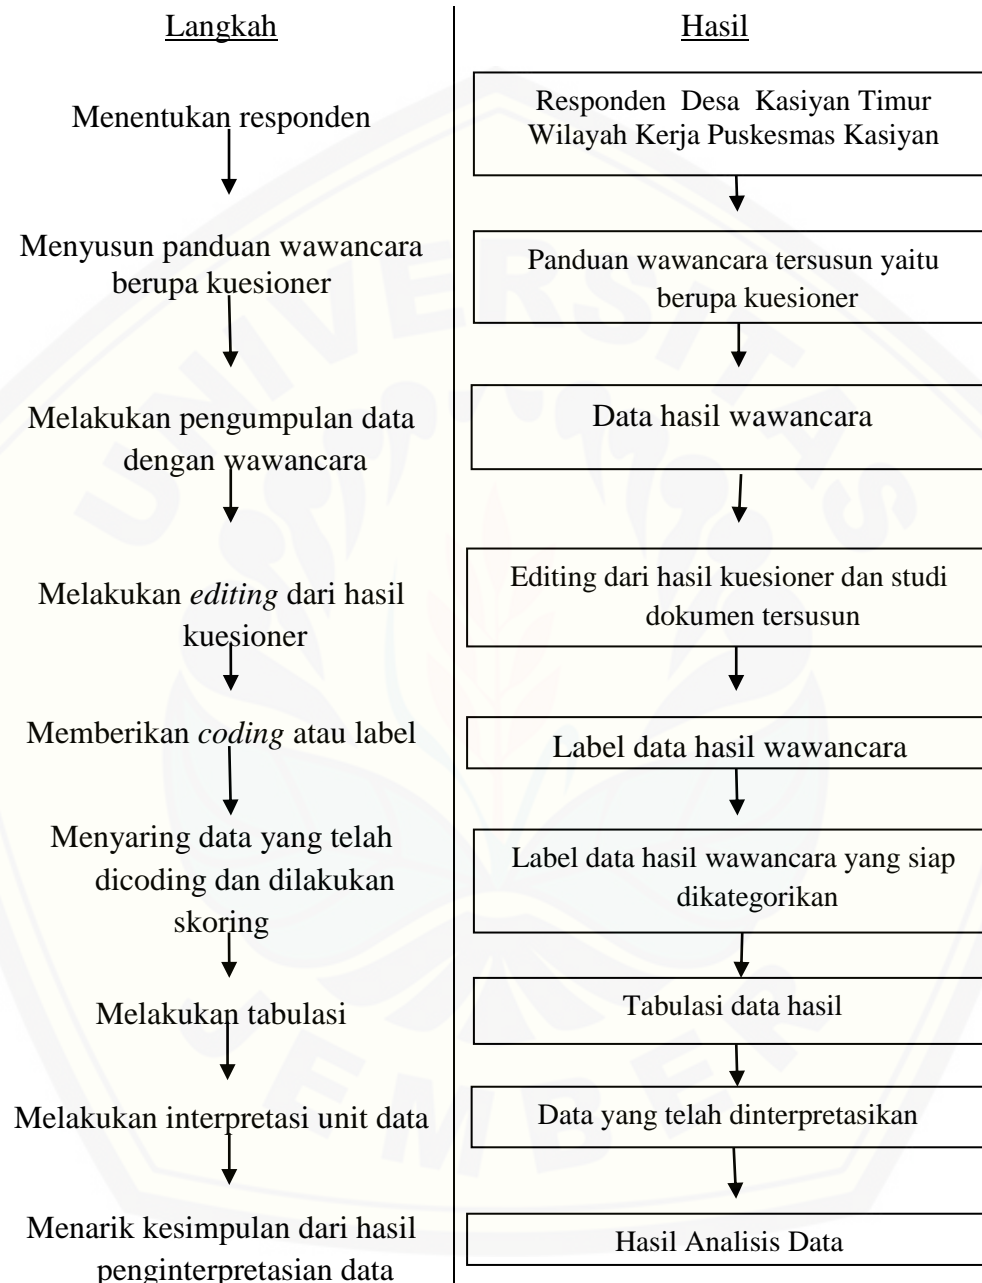 Langkah
Hasil
Menentukan responden
Responden Desa Kasiyan Timur
Wilayah Kerja Puskesmas Kasiyan
Menyusun panduan wawancara
berupa kuesioner
Panduan wawancara tersusun yaitu
berupa kuesioner
Melakukan pengumpulan data
dengan wawancara
Data hasil wawancara
Melakukan editing dari hasil
kuesioner
Editing dari hasil kuesioner dan studi
dokumen tersusun
Memberikan coding atau label
Label data hasil wawancara
Menyaring data yang telah
dicoding dan dilakukan
skoring
Label data hasil wawancara yang siap
dikategorikan
Melakukan tabulasi
Tabulasi data hasil
Melakukan interpretasi unit data
Data yang telah dinterpretasikan
Menarik kesimpulan dari hasil
penginterpretasian data
Hasil Analisis Data
UNIVERSITAS
JEMBER